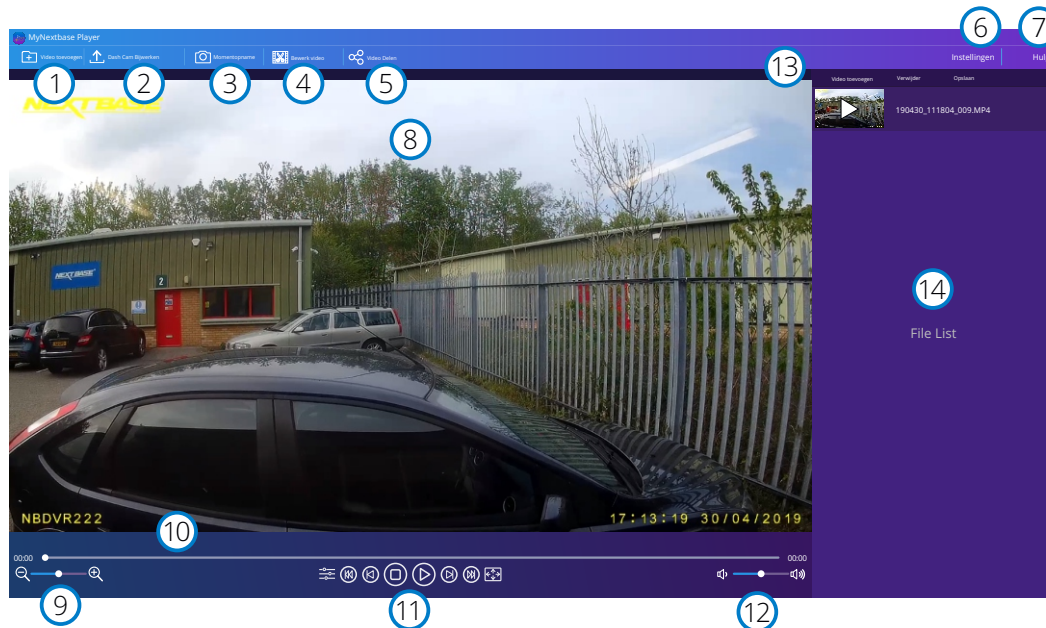 6
7
MyNextbase Player
Video toevoegen
Dash Cam Bijwerken
Momentopname
Bewerk video
Video Delen
Instellingen
Hul
1
2
3
4
5
13
Video toevoegen
Verwijder
Opslaan
NEXTBASE
190430_111804_009.MP4
8
NEXTBASE
2
14
File List
NBDVR222
17:13:19 30/04/2019
10
00:00
00:00
9
11
12